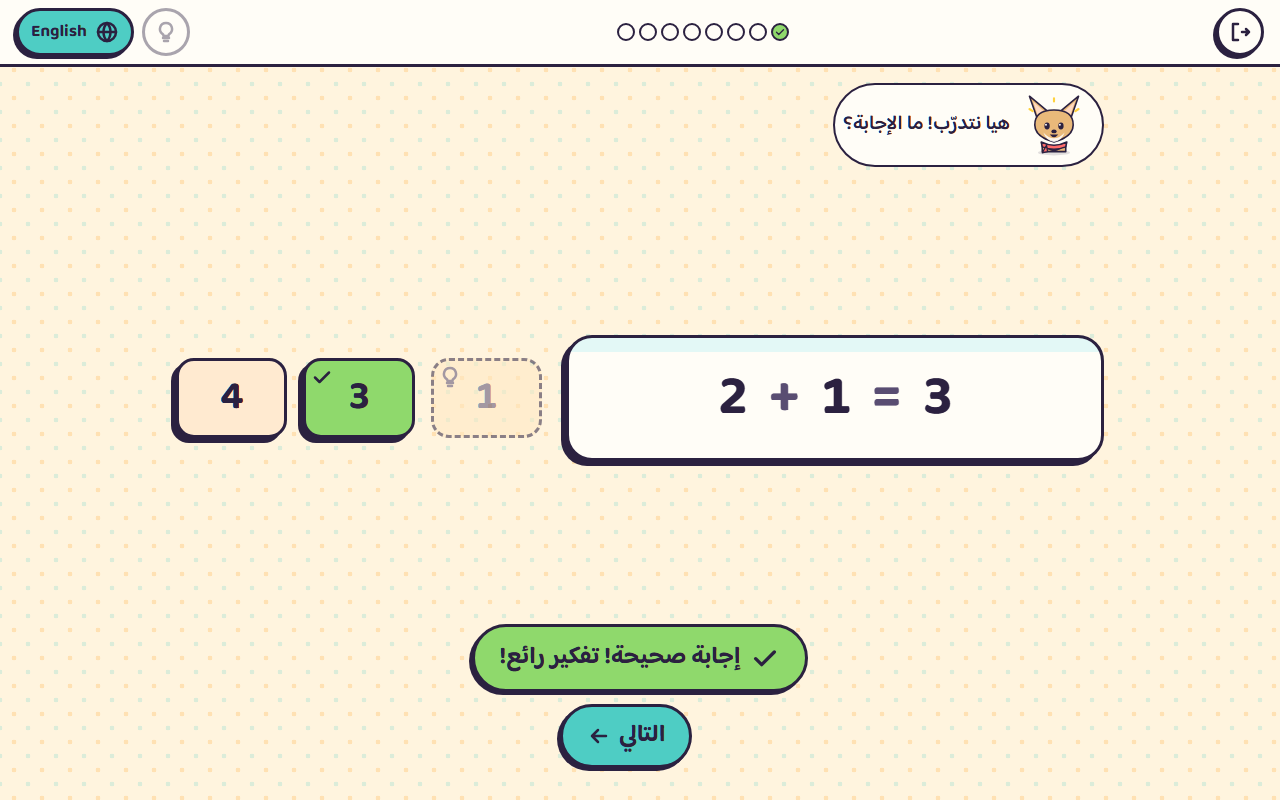 English
هيا نتدرّب! ما الإجابة؟
2 + 1 = 3
1
3
4
إجابة صحيحة! تفكير رائع!
التالي